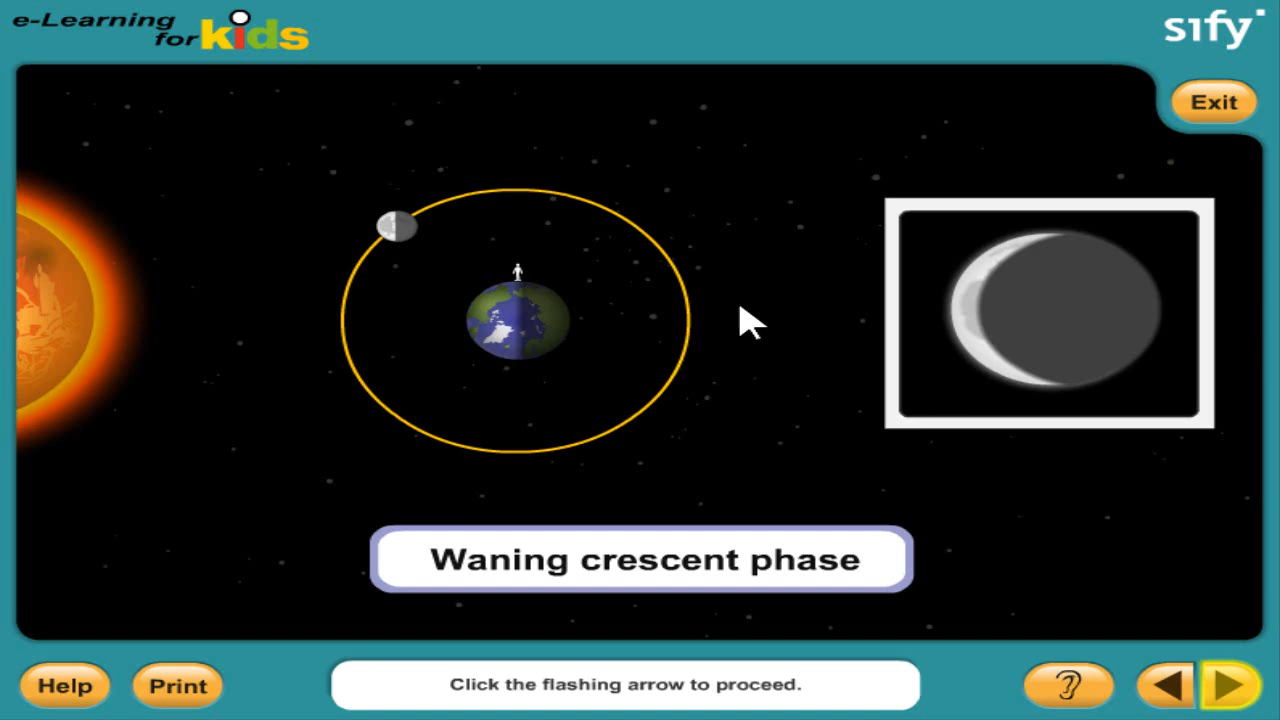 e-Learning
for kids
sify
Exit
Waning crescent phase
Help
Print
Click the flashing arrow to proceed.